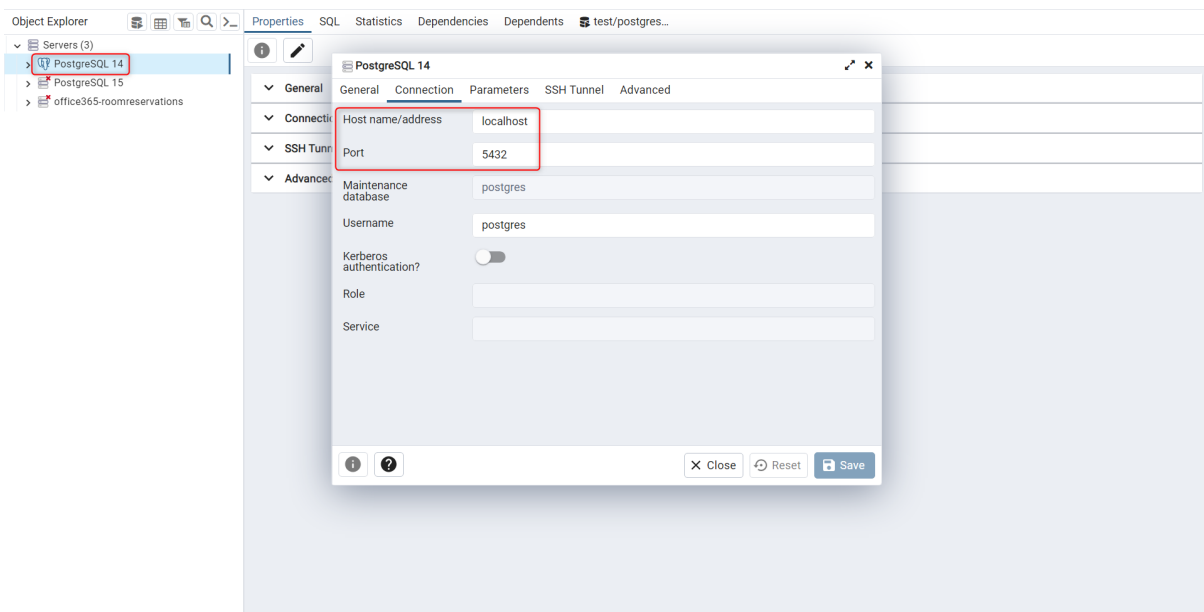 Object Explorer
Properties SQL Statistics Dependencies Dependents test/postgres...
Servers (3)
PostgreSQL 14
PostgreSQL 15
office365-roomreservations
General
SSH Tunn
PostgreSQL 14
General Connection Parameters SSH Tunnel Advanced
Host name/address localhost
Port 5432
Maintenance
database
postgres
Username postgres
Kerberos
authentication?
Role
Service
Close Reset Save